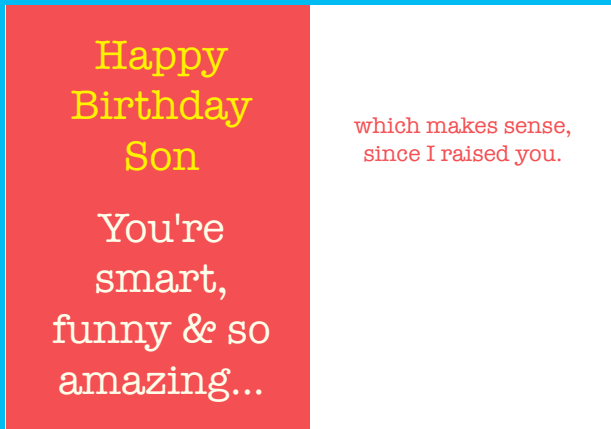 Happy
Birthday
Son
You're
smart,
funny & so
amazing...
which makes sense,
since I raised you.